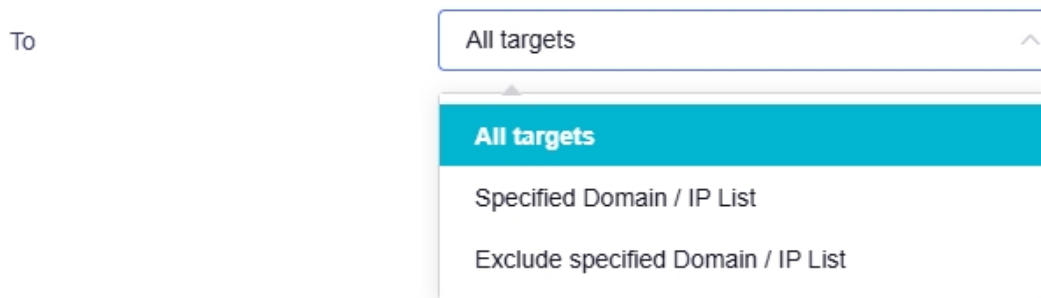 To
All targets
All targets
Specified Domain / IP List
Exclude specified Domain / IP List